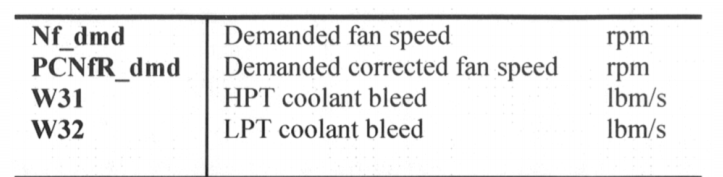 Nf_dmd Demanded fan speed rpm
PCNfR_dmd Demanded corrected fan speed rpm
W31 HPT coolant bleed lbm/s
W32 LPT coolant bleed lbm/s